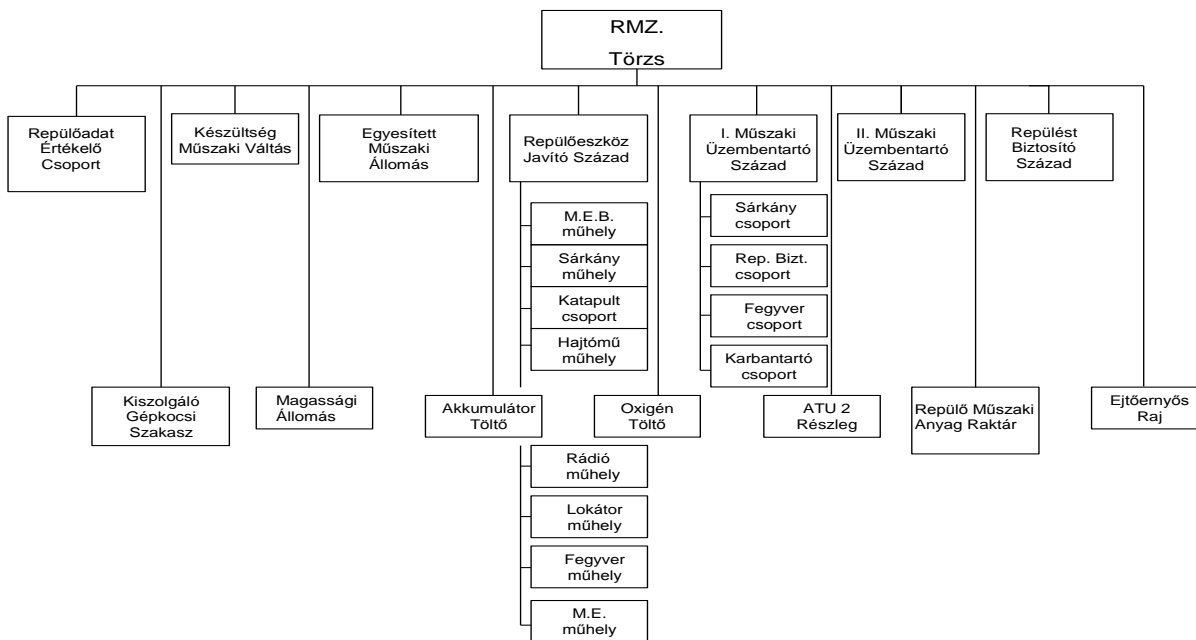 RMZ.
Törzs
Repülőadat
Értékelő
Csoport
Készültség
Műszaki Váltás
Egyesített
Műszaki
Állomás
Repülőeszköz
Javító Század
I. Műszaki
Üzembentartó
Század
II. Műszaki
Üzembentartó
Század
Repülést
Biztosító
Század
M.E.B.
műhely
Sárkány
műhely
Katapult
csoport
Hajtómű
műhely
Sárkány
csoport
Rep. Bizt.
csoport
Fegyver
csoport
Karbantartó
csoport
Kiszolgáló
Gépkocsi
Szakasz
Magassági
Állomás
Akkumulátor
Töltő
Oxigén
Töltő
ATU 2
Részleg
Repülő Műszaki
Anyag Raktár
Ejtőernyős
Raj
Rádió
műhely
Lokátor
műhely
Fegyver
műhely
M.E.
műhely